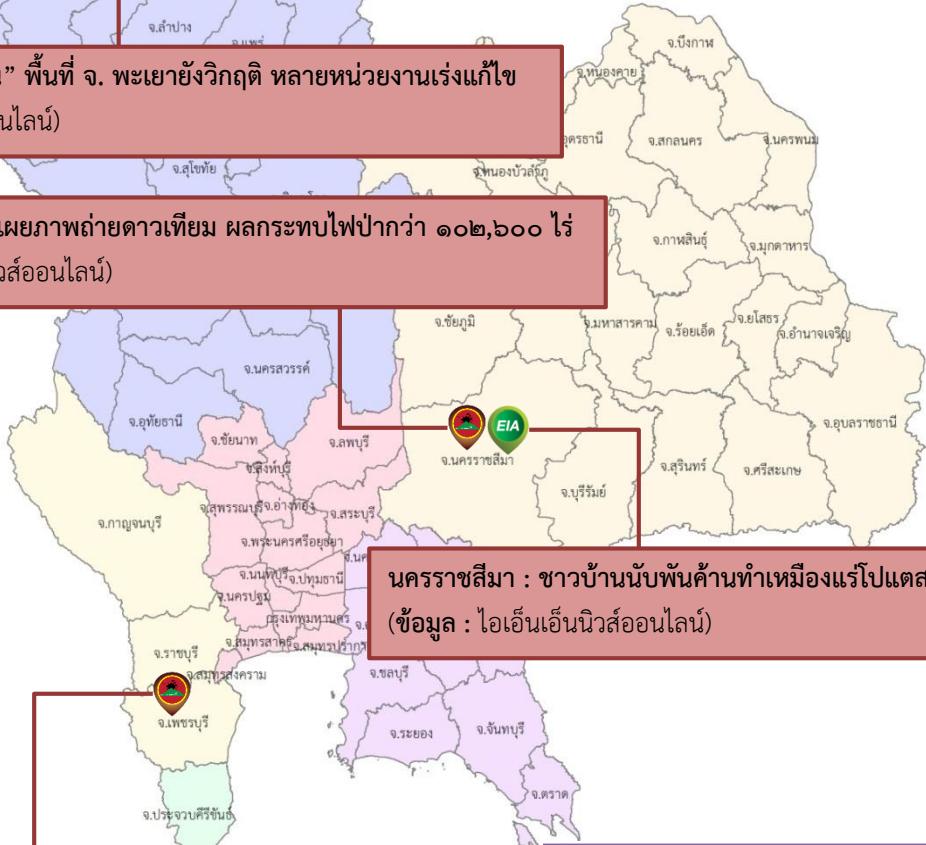 จ.ลำปาง
จ.แพร่
" พื้นที่ จ. พะเยายังวิกฤติ หลายหน่วยงานเร่งแก้ไข
นไลน์)
จ.บึงกาฬ
จ.หนองคาย
อุดรธานี
จ.สกลนคร
จ.นครพนม
จ.สุโขทัย
จ.หนองบัวลำภู
เผยภาพถ่ายดาวเทียม ผลกระทบไฟป่ากว่า ๑๐๒,๖๐๐ ไร่
วส์ออนไลน์)
จ.กาฬสินธุ์
จ.มุกดาหาร
จ.ชัยภูมิ
จ.มหาสารคาม
จ.ร้อยเอ็ด
จ.ยโสธร
จ.อำนาจเจริญ
จ.นครสวรรค์
จ.อุทัยธานี
จ.ชัยนาท
จ.ลพบุรี
EIA
จ.อุบลราชธานี
จ.สิงห์บุรี
จ.นครราชสีมา
จ.สุรินทร์
จ.ศรีสะเกษ
จ.บุรีรัมย์
จ.กาญจนบุรี
จ.สุพรรณบุรี
จ.อ่างทอง
จ.สระบุรี
จ.พระนครศรีอยุธยา
จ.นค
จ.นนทบุรี
จ.ปทุมธานี
จ.นครปฐม
กรุงเทพมหานคร
นครราชสีมา : ชาวบ้านนับพันค้านทำเหมืองแร่โปแตส
(ข้อมูล : ไอเอ็นเอ็นนิวส์ออนไลน์)
จ.สมุทรสาคร
จ.สมุทรปราการ
จ.ราชบุรี
จ.สมุทรสงคราม
จ.ชลบุรี
จ.เพชรบุรี
จ.ระยอง
จ.จันทบุรี
จ.ตราด
จ.ประจวบคีรีขันธ์